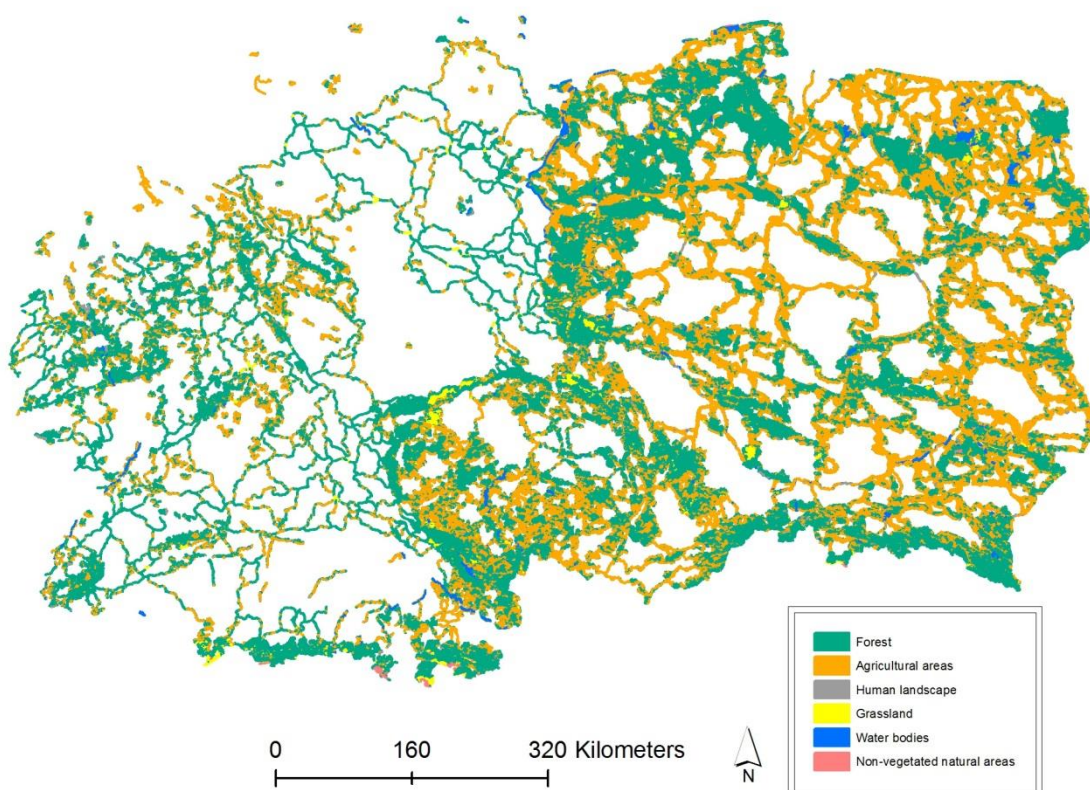 0 160 320 Kilometers
N
Forest
Agricultural areas
Human landscape
Grassland
Water bodies
Non-vegetated natural areas